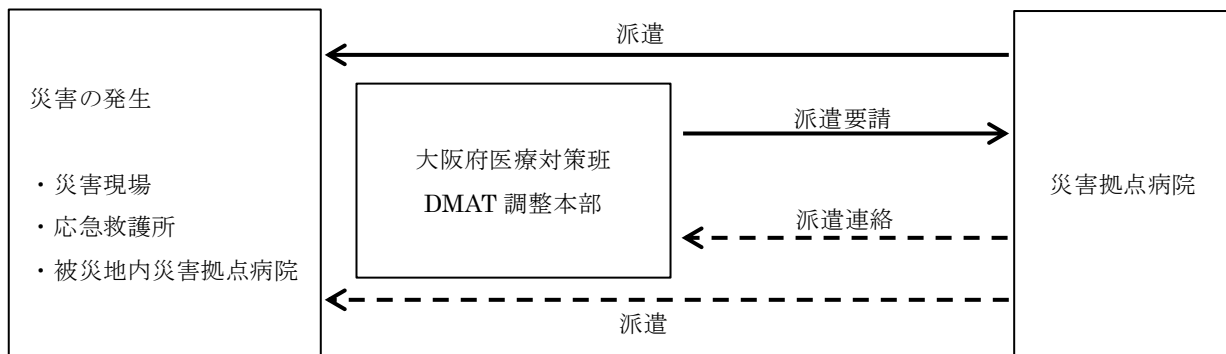 派遣
災害の発生
・災害現場
・応急救護所
・被災地内災害拠点病院
大阪府医療対策班
DMAT 調整本部
派遣要請
派遣連絡
災害拠点病院
派遣